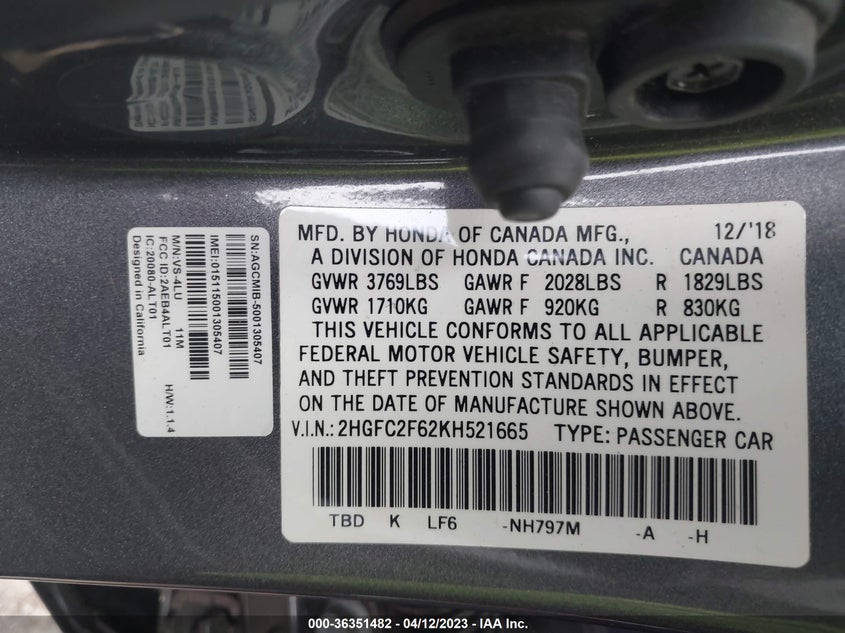 MFD. BY HONDA OF CANADA MFG., 12/'18
A DIVISION OF HONDA CANADA INC. CANADA
GVWR 3769LBS GAWR F 2028LBS R 1829LBS
GVWR 1710KG GAWR F 920KG R 830KG
THIS VEHICLE CONFORMS TO ALL APPLICABLE
FEDERAL MOTOR VEHICLE SAFETY, BUMPER,
AND THEFT PREVENTION STANDARDS IN EFFECT
ON THE DATE OF MANUFACTURE SHOWN ABOVE.
V.I.N.: 2HGFC2F62KH521665 TYPE: PASSENGER CAR
TBD K LF6 -NH797M -A -H
SN:AGCMIB-5001305407
IMEI:015115001305407
M/N:VS-4LU 11M H/W:1.1.4
FCC ID:2AEB4ALT01
IC:20080-ALT01
Designed in California
000-36351482 - 04/12/2023 - IAA Inc.